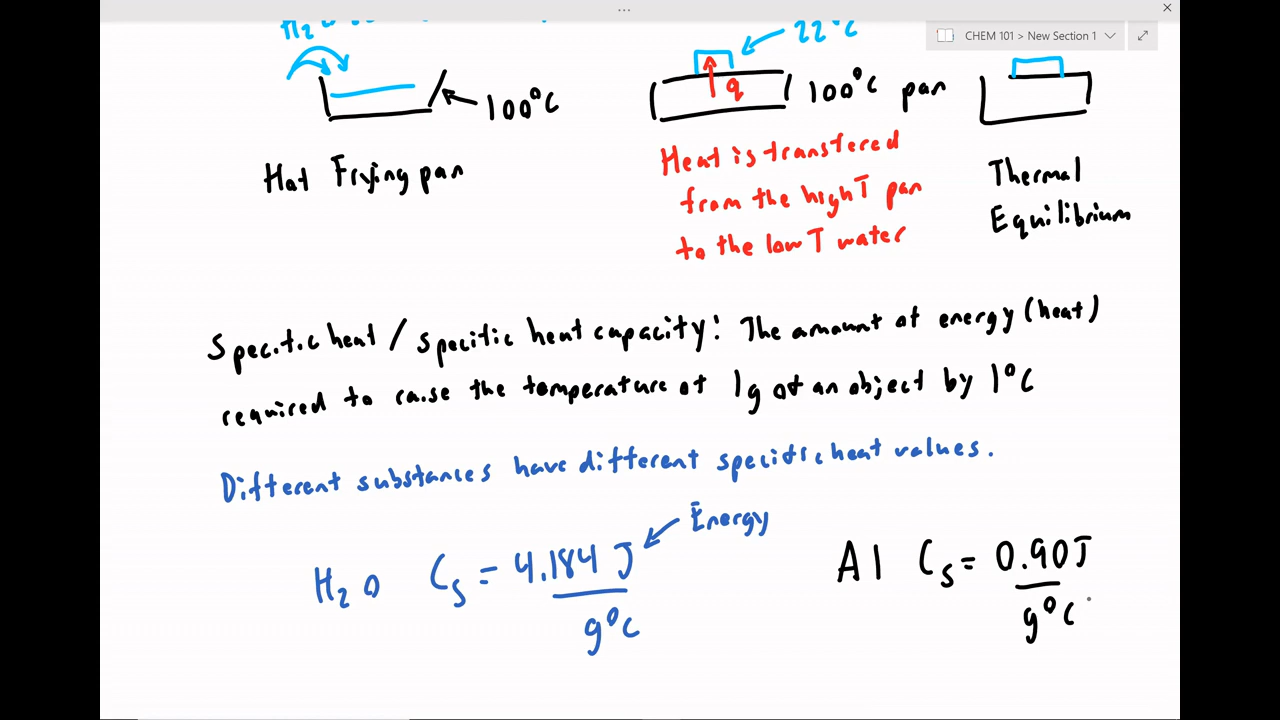 CHEM 101 > New Section 1
22°C
100°C
q
100°C pan
Hot Frying pan
Heat is transfered
from the high T pan
to the low T water
Thermal
Equilibrium
Specific heat / specific heat capacity: The amount of energy (heat)
required to raise the temperature of 1g of an object by 1°C
Different substances have different specific heat values.
Energy
H2O Cs = 4.184 J
g°C
Al Cs = 0.90J
g°C